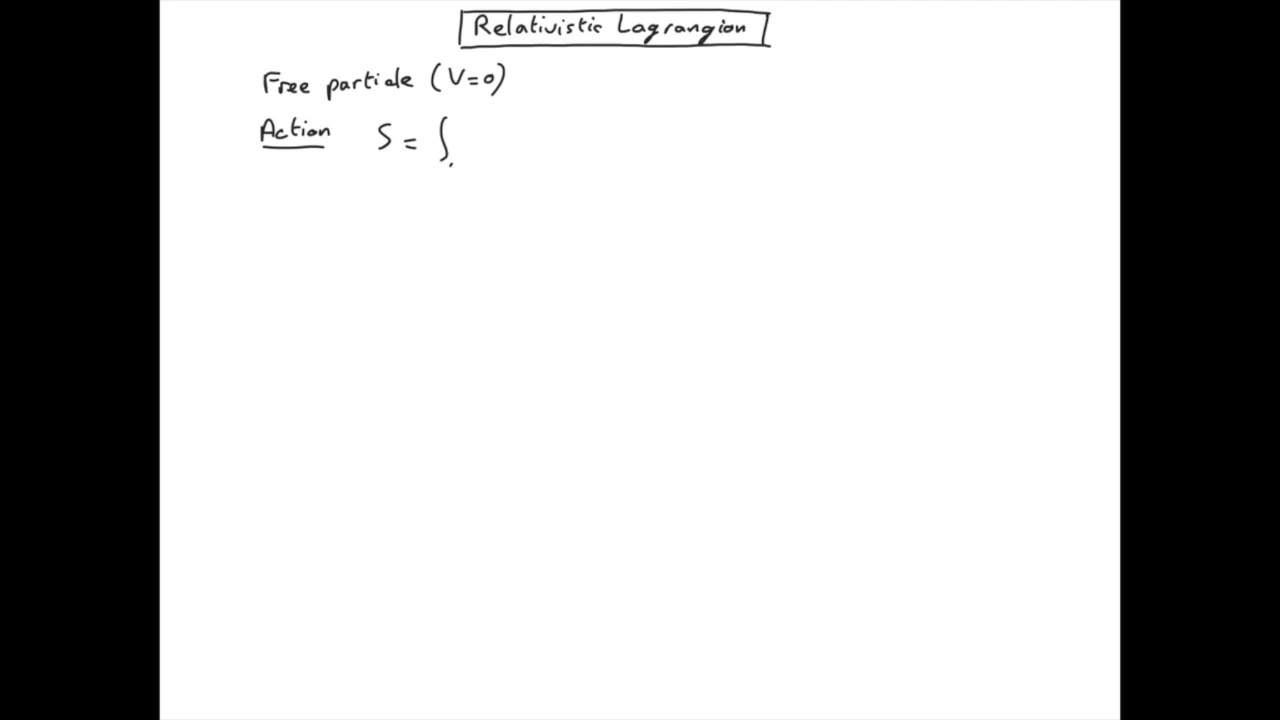 Relativistic Lagrangian
Free particle (V=0)
Action S = ∫